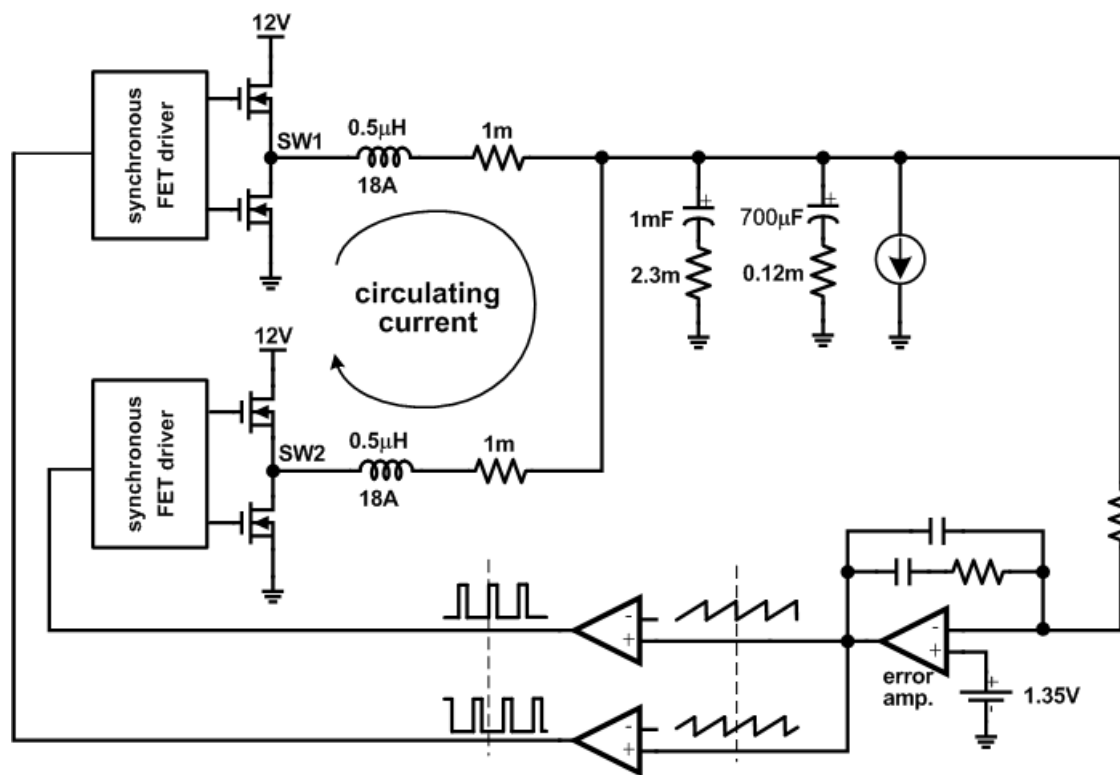 12V
synchronous
FET driver
SW1
0.5µH
18A
1m
1mF
2.3m
700µF
0.12m
+
+
circulating
current
12V
synchronous
FET driver
SW2
0.5µH
18A
1m
-
+
-
+
error
amp.
-
+
+
-
1.35V